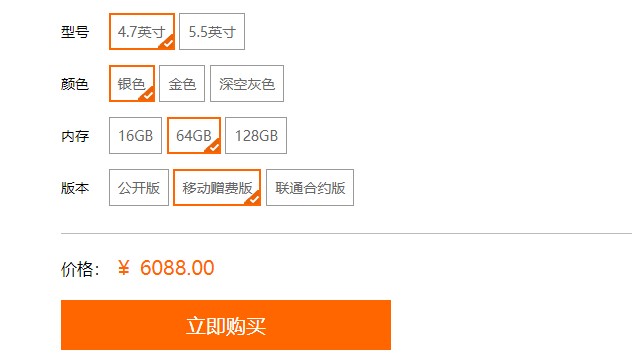 型号 4.7英寸 5.5英寸
颜色 银色 金色 深空灰色
内存 16GB 64GB 128GB
版本 公开版 移动赠费版 联通合约版
价格: ¥ 6088.00
立即购买